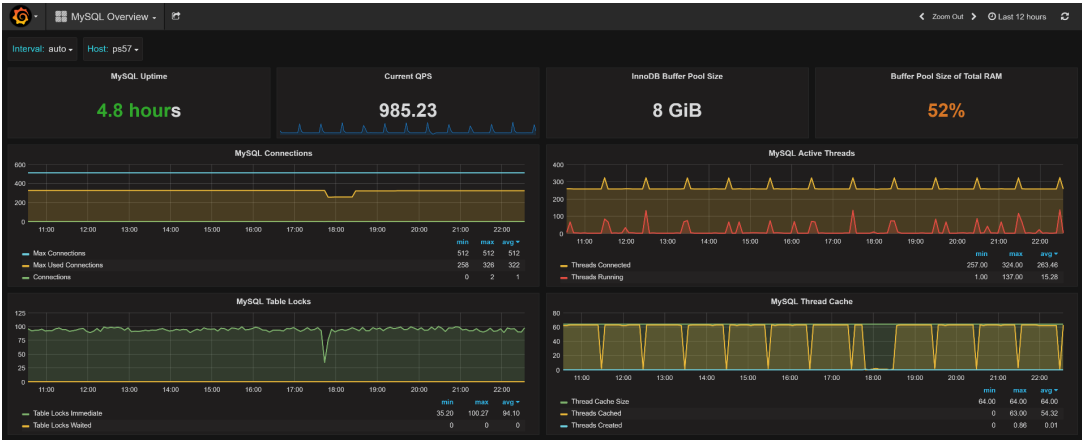 MySQL Overview Zoom Out Last 12 hours
Interval: auto Host: ps57
MySQL Uptime
4.8 hours
Current QPS
985.23
InnoDB Buffer Pool Size
8 GiB
Buffer Pool Size of Total RAM
52%
MySQL Connections
600
400
200
0
11:00 12:00 13:00 14:00 15:00 16:00 17:00 18:00 19:00 20:00 21:00 22:00
min max avg
Max Connections 512 512 512
Max Used Connections 258 326 322
Connections 0 2 1
MySQL Active Threads
400
300
200
100
0
11:00 12:00 13:00 14:00 15:00 16:00 17:00 18:00 19:00 20:00 21:00 22:00
min max avg
Threads Connected 257.00 324.00 263.46
Threads Running 1.00 137.00 15.28
MySQL Table Locks
125
100
75
50
25
0
11:00 12:00 13:00 14:00 15:00 16:00 17:00 18:00 19:00 20:00 21:00 22:00
min max avg
Table Locks Immediate 35.20 100.27 94.10
Table Locks Waited 0 0 0
MySQL Thread Cache
80
60
40
20
0
11:00 12:00 13:00 14:00 15:00 16:00 17:00 18:00 19:00 20:00 21:00 22:00
min max avg
Thread Cache Size 64.00 64.00 64.00
Threads Cached 0 63.00 54.32
Threads Created 0 0.86 0.01